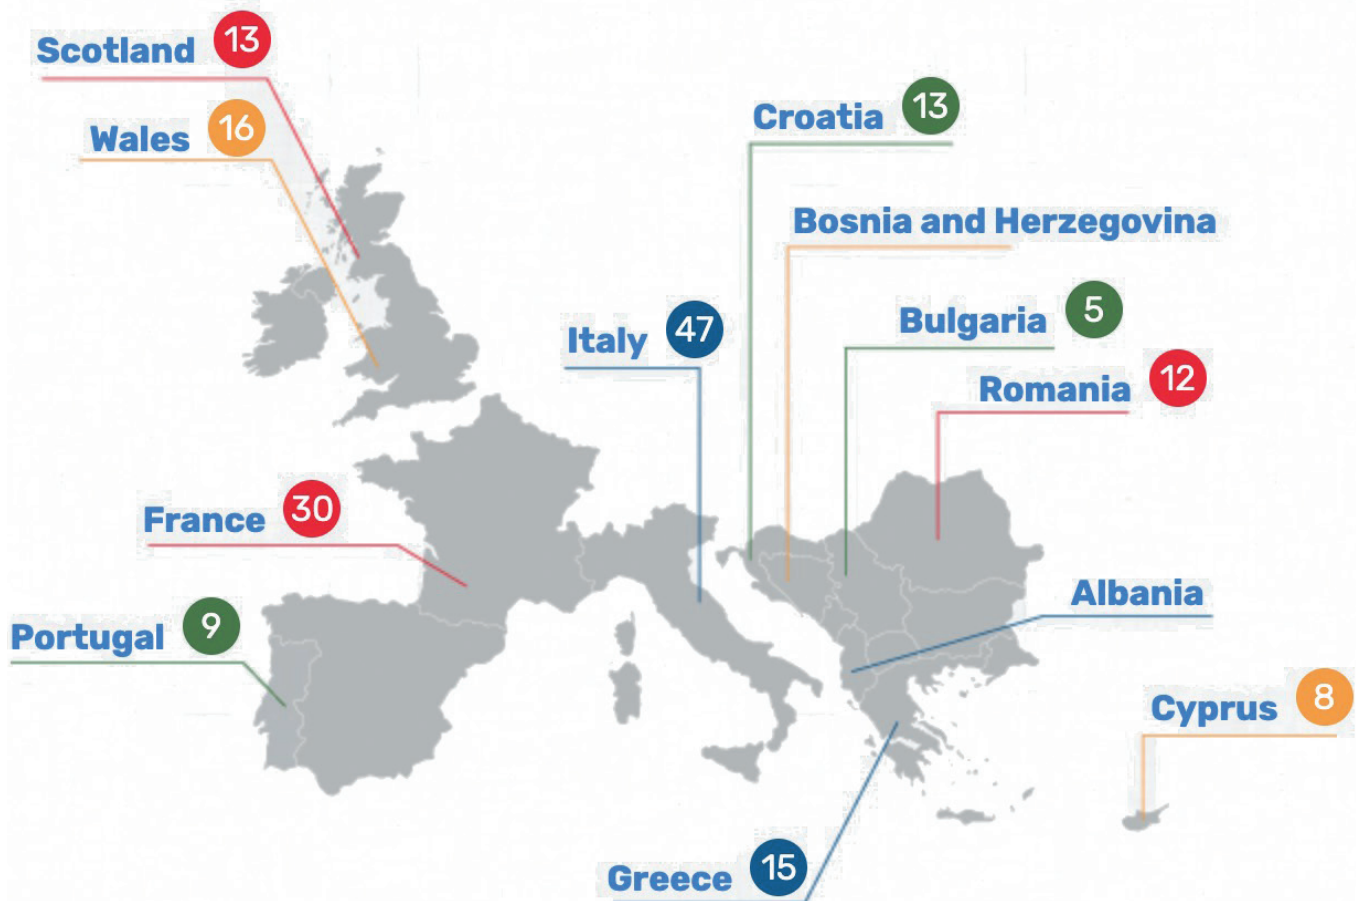 Scotland 13
Wales 16
Croatia 13
Bosnia and Herzegovina
Bulgaria 5
Italy 47
Romania 12
France 30
Albania
Portugal 9
Cyprus 8
Greece 15